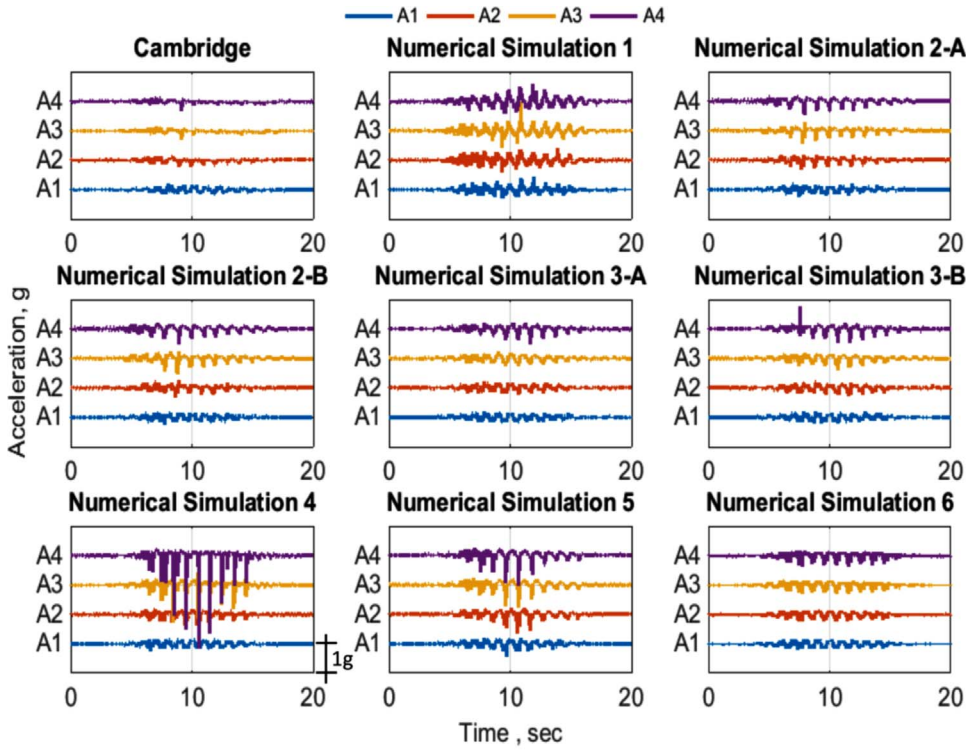 A1 A2 A3 A4
Cambridge Numerical Simulation 1 Numerical Simulation 2-A
A4 A4 A4
A3 A3 A3
A2 A2 A2
A1 A1 A1
0 10 20 0 10 20 0 10 20
Numerical Simulation 2-B Numerical Simulation 3-A Numerical Simulation 3-B
A4 A4 A4
A3 A3 A3
A2 A2 A2
A1 A1 A1
0 10 20 0 10 20 0 10 20
Acceleration, g
Numerical Simulation 4 Numerical Simulation 5 Numerical Simulation 6
A4 A4 A4
A3 A3 A3
A2 A2 A2
A1 A1 A1
1g
0 10 20 0 10 20 0 10 20
Time , sec